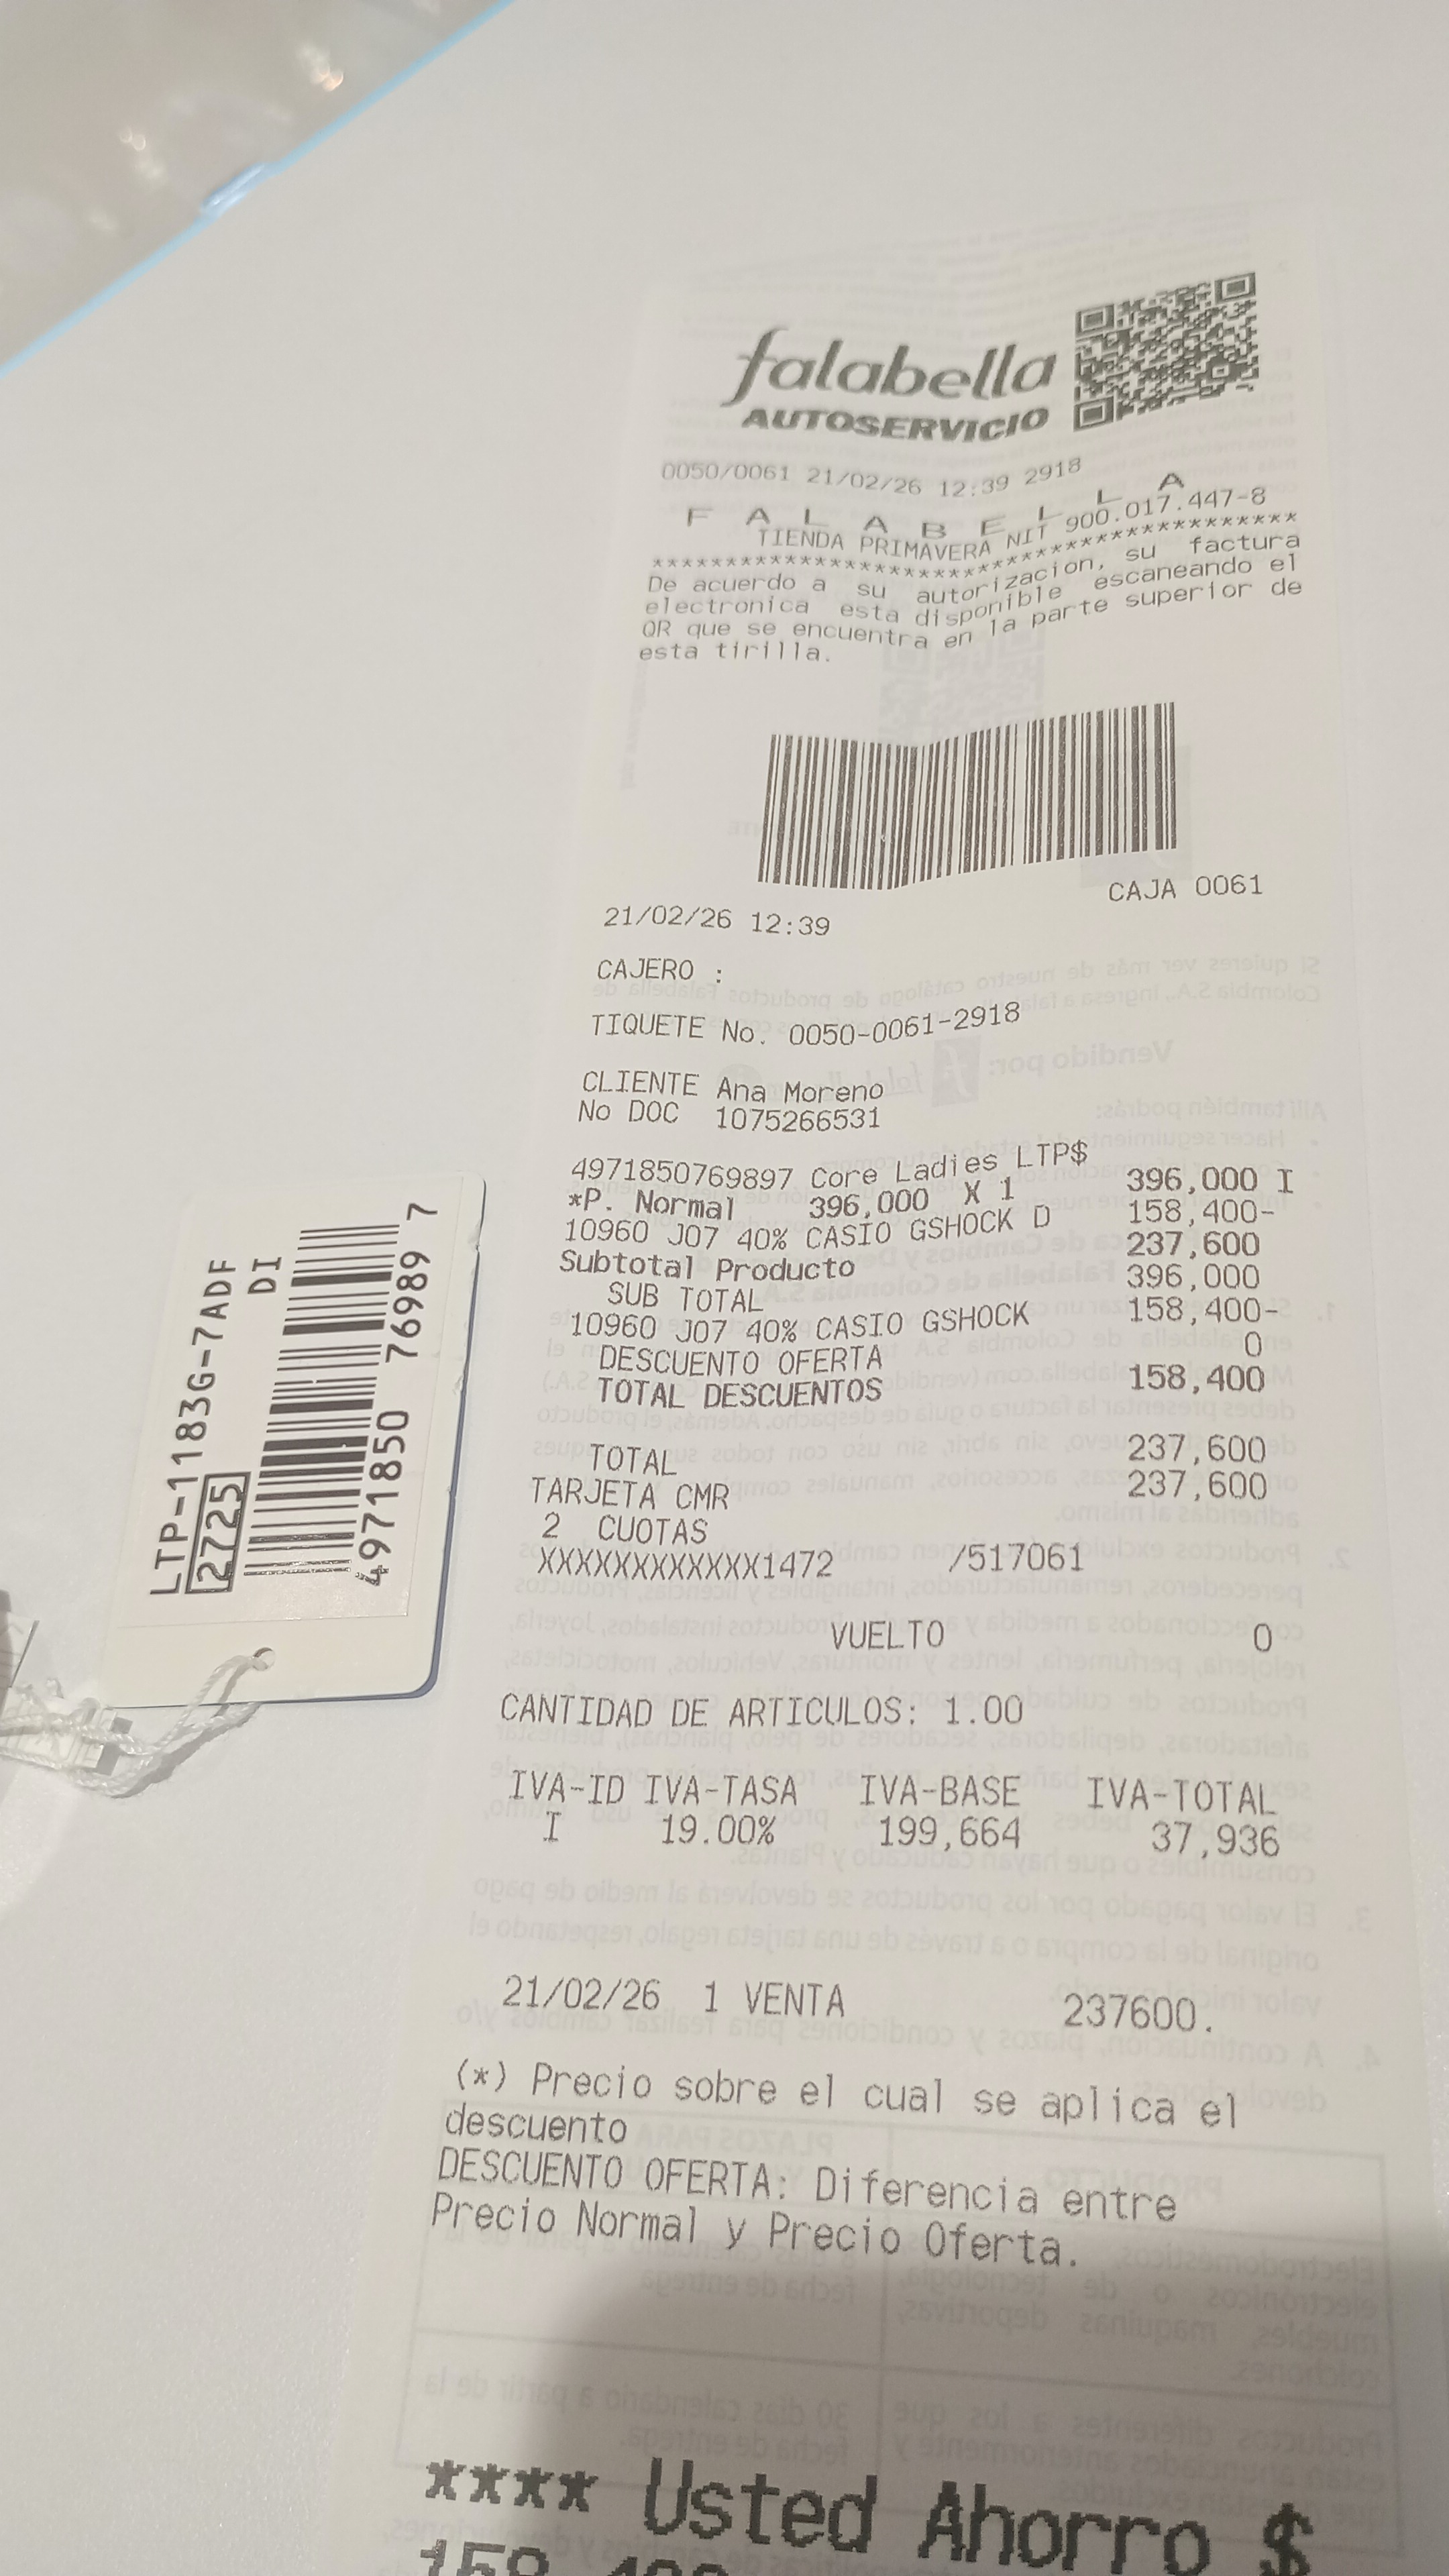 falabella
AUTOSERVICIO
0050/0061 21/02/26 12:39 2918
F A L A B E L L A
TIENDA PRIMAVERA NIT 900.017.447-8
****************************************
De acuerdo a su autorizacion, su factura
electronica esta disponible escaneando el
QR que se encuentra en la parte superior de
esta tirilla.
CAJA 0061
21/02/26 12:39
CAJERO :
TIQUETE No. 0050-0061-2918
CLIENTE Ana Moreno
No DOC 1075266531
4971850769897 Core Ladies LTP$ 396,000 I
*P. Normal 396,000 X 1
10960 J07 40% CASIO GSHOCK D 158,400-
Subtotal Producto 237,600
SUB TOTAL 396,000
10960 J07 40% CASIO GSHOCK 158,400-
DESCUENTO OFERTA 0
TOTAL DESCUENTOS 158,400
TOTAL 237,600
TARJETA CMR 237,600
2 CUOTAS
XXXXXXXXXXXX1472 /517061
VUELTO 0
CANTIDAD DE ARTICULOS: 1.00
IVA-ID IVA-TASA IVA-BASE IVA-TOTAL
I 19.00% 199,664 37,936
21/02/26 1 VENTA 237600.
(*) Precio sobre el cual se aplica el
descuento
DESCUENTO OFERTA: Diferencia entre
Precio Normal y Precio Oferta.
**** Usted Ahorro $
LTP-1183G-7ADF
2725 DI
4971850 76989 7